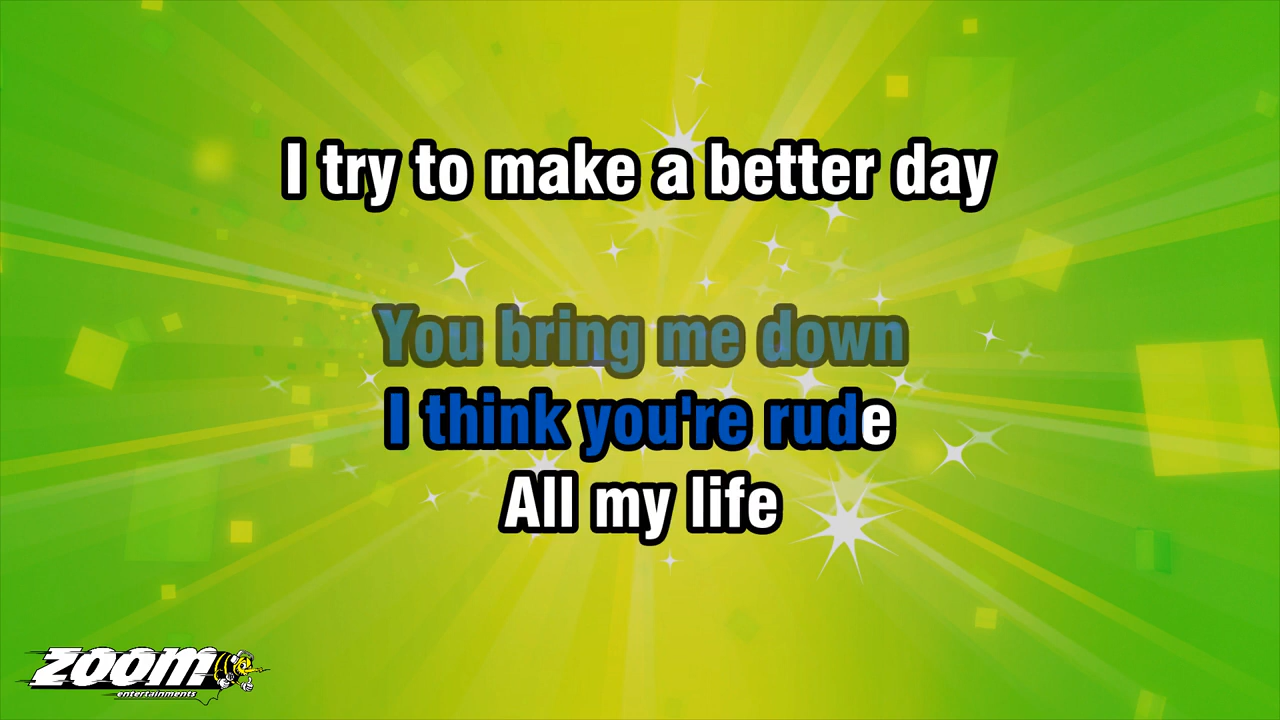 I try to make a better day
You bring me down
I think you're rude
All my life
zoom
entertainments